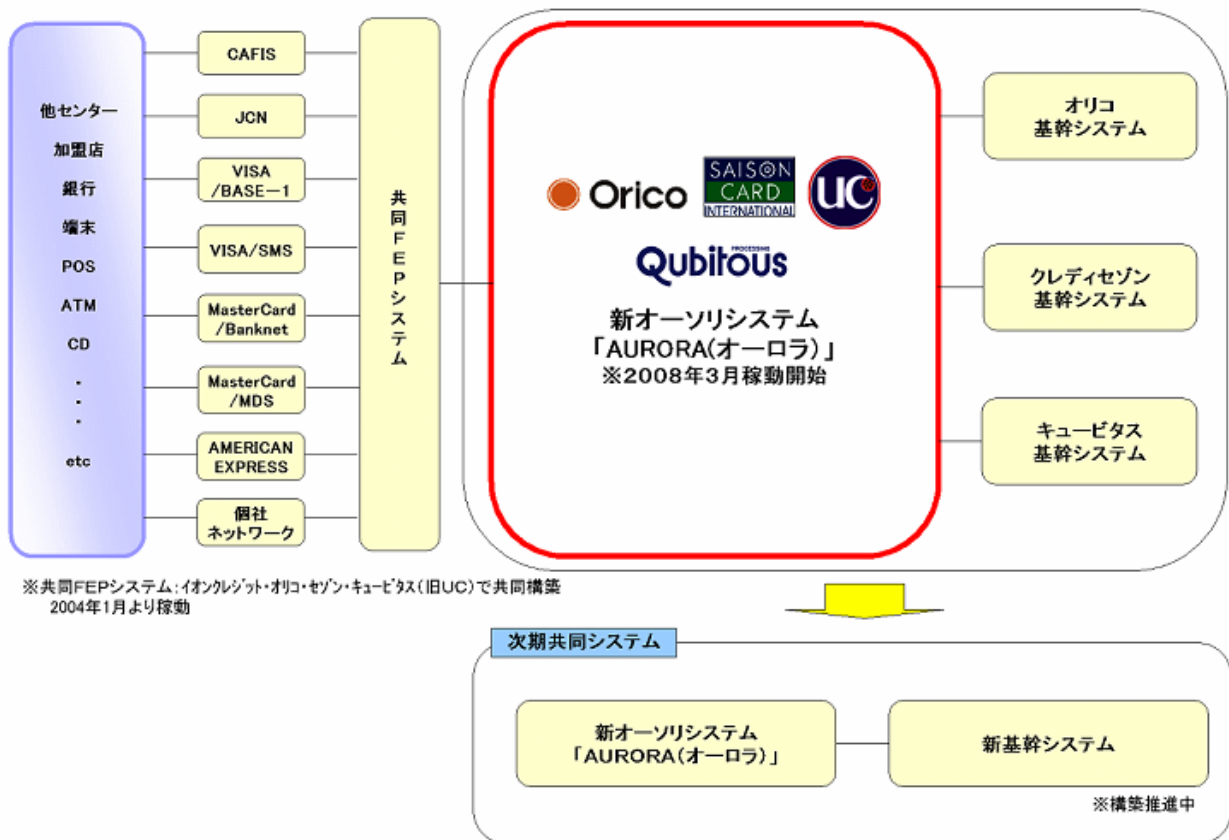 他センター
加盟店
銀行
端末
POS
ATM
CD
・
・
・
etc
CAFIS
JCN
VISA
/BASE－1
VISA/SMS
MasterCard
/Banknet
MasterCard
/MDS
AMERICAN
EXPRESS
個社
ネットワーク
共同FEPシステム
Orico
SAISON
CARD
INTERNATIONAL
UC
PROCESSING
Qubitous
新オーソリシステム
「AURORA(オーロラ)」
※2008年3月稼動開始
オリコ
基幹システム
クレディセゾン
基幹システム
キュービタス
基幹システム
※共同FEPシステム：イオンクレジット・オリコ・セゾン・キュービタス(旧UC)で共同構築
2004年1月より稼動
次期共同システム
新オーソリシステム
「AURORA(オーロラ)」
新基幹システム
※構築推進中